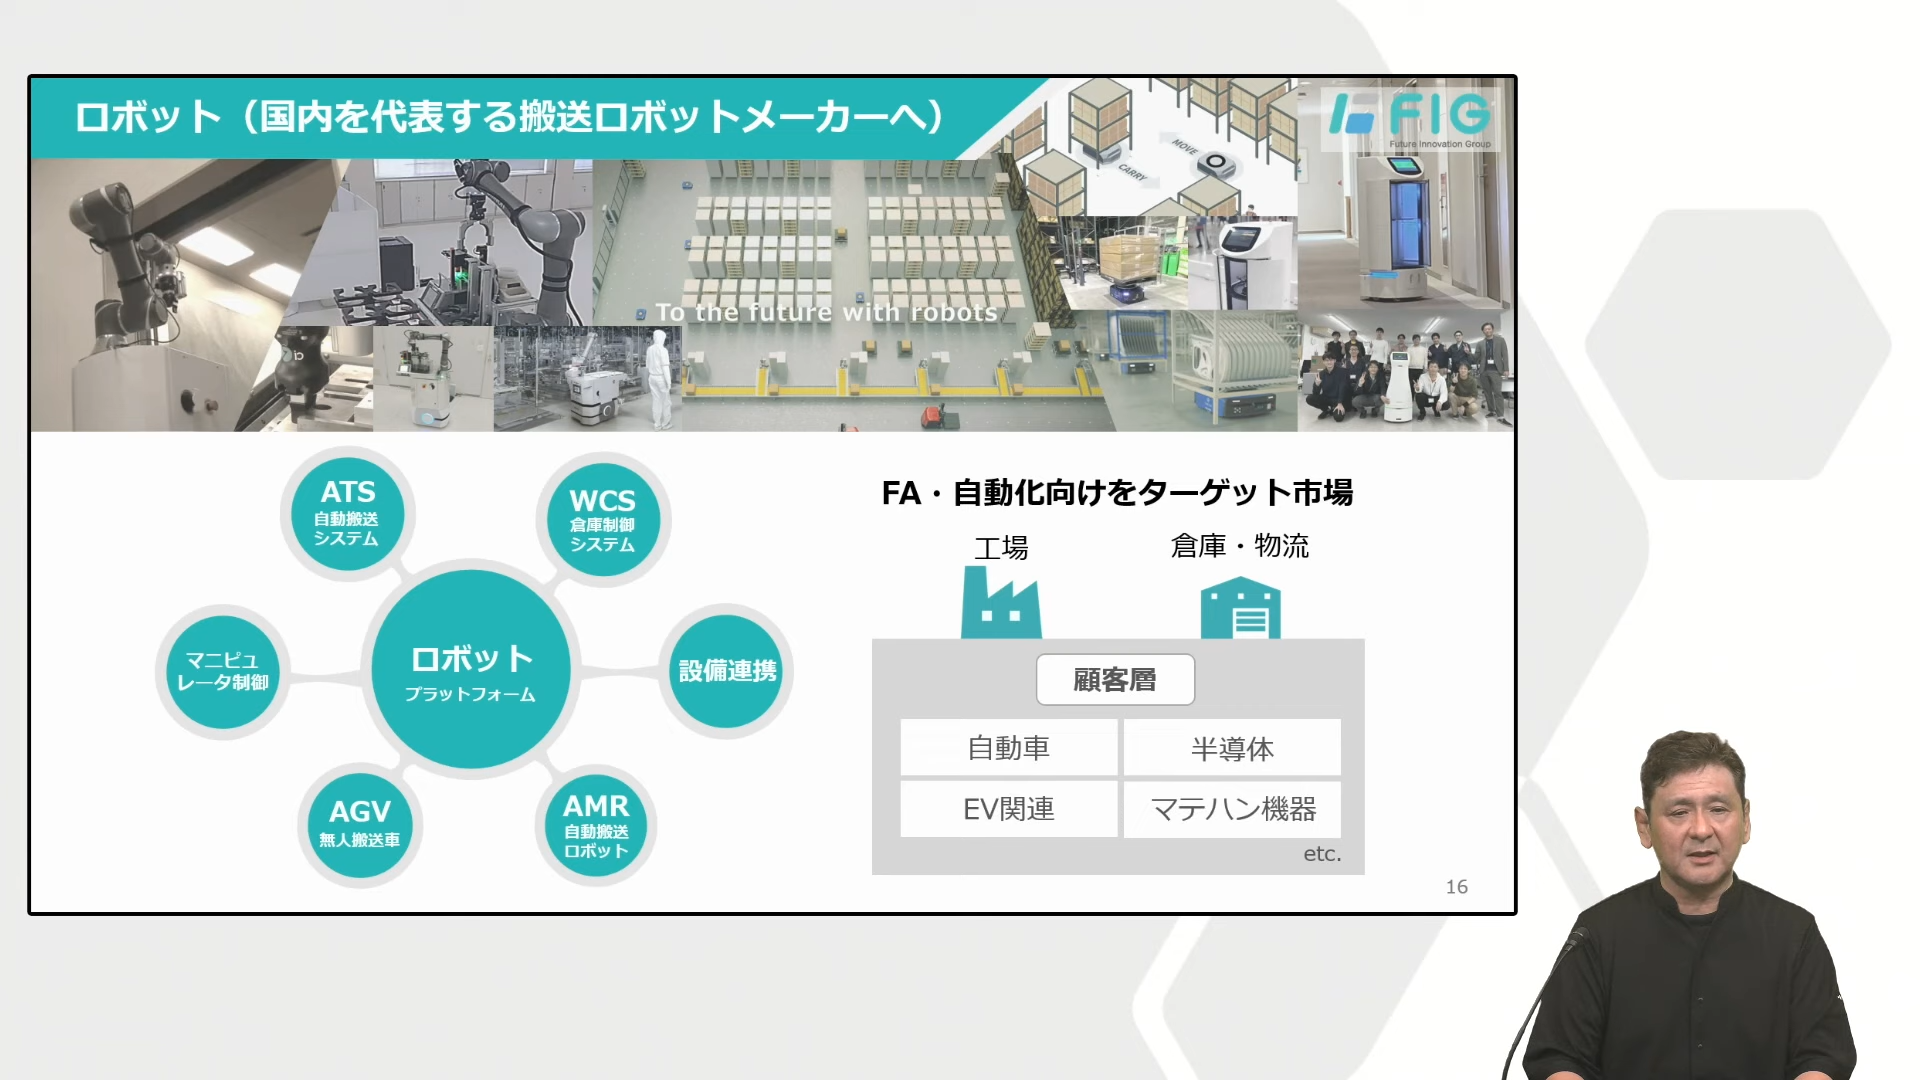 ロボット（国内を代表する搬送ロボットメーカーへ）
FIG
Future Innovation Group
MOVE
CARRY
To the future with robots
ATS
自動搬送
システム
WCS
倉庫制御
システム
マニピュ
レータ制御
ロボット
プラットフォーム
設備連携
AGV
無人搬送車
AMR
自動搬送
ロボット
FA・自動化向けをターゲット市場
工場
倉庫・物流
顧客層
自動車
半導体
EV関連
マテハン機器
etc.
16